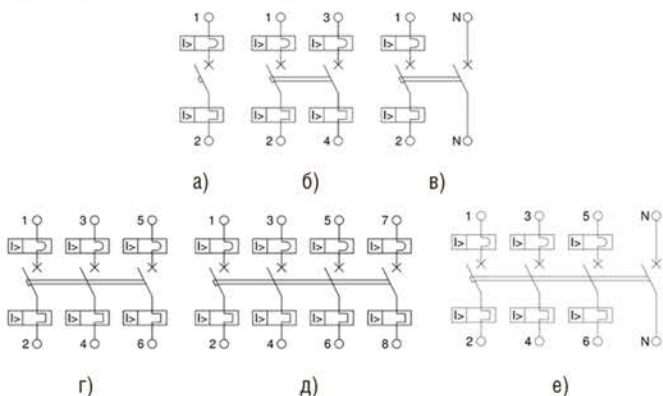 1 1 3 1 N
I> I> I> I>
I> I> I> I>
2 2 4 2 N
а) б) в)
1 3 5 1 3 5 7 1 3 5 N
I> I> I> I> I> I> I> I> I> I>
I> I> I> I> I> I> I> I> I> I>
2 4 6 2 4 6 8 2 4 6 N
г) д) е)